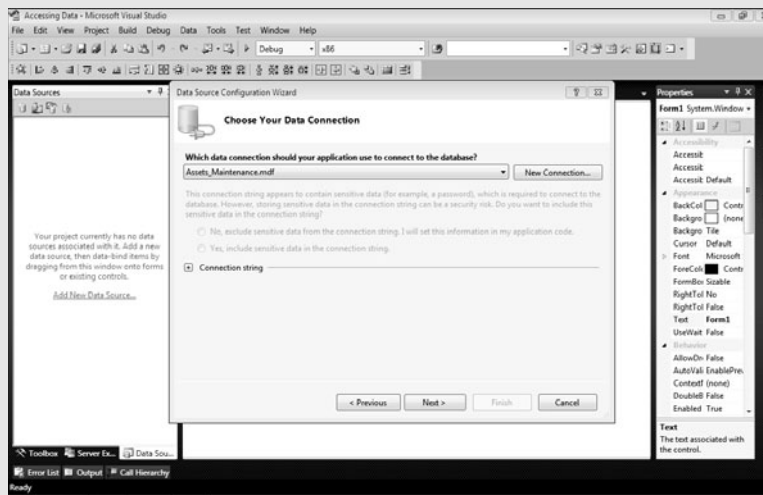 Accessing Data - Microsoft Visual Studio
File Edit View Project Build Debug Data Tools Test Window Help
Debug x86
Data Sources
Your project currently has no data
sources associated with it. Add a new
data source, then data-bind items by
dragging from this window onto forms
or existing controls.
Add New Data Source...
Toolbox Server Ex... Data Sou...
Data Source Configuration Wizard
Choose Your Data Connection
Which data connection should your application use to connect to the database?
Assets_Maintenance.mdf New Connection...
This connection string appears to contain sensitive data (for example, a password), which is required to connect to the
database. However, storing sensitive data in the connection string can be a security risk. Do you want to include this
sensitive data in the connection string?
No, exclude sensitive data from the connection string. I will set this information in my application code.
Yes, include sensitive data in the connection string.
Connection string
< Previous Next > Finish Cancel
Properties
Form1 System.Window
Accessibility
Accessib
Accessib
Accessib Default
Appearance
BackCol Contr
Backgro (none
Backgro Tile
Cursor Default
Font Microsoft
ForeColo Contr
FormBor Sizable
RightTol No
RightTol False
Text Form1
UseWait False
Behavior
AllowDr False
AutoVali EnablePre
ContextM (none)
DoubleB False
Enabled True
Text
The text associated with
the control.
Error List Output Call Hierarchy
Ready